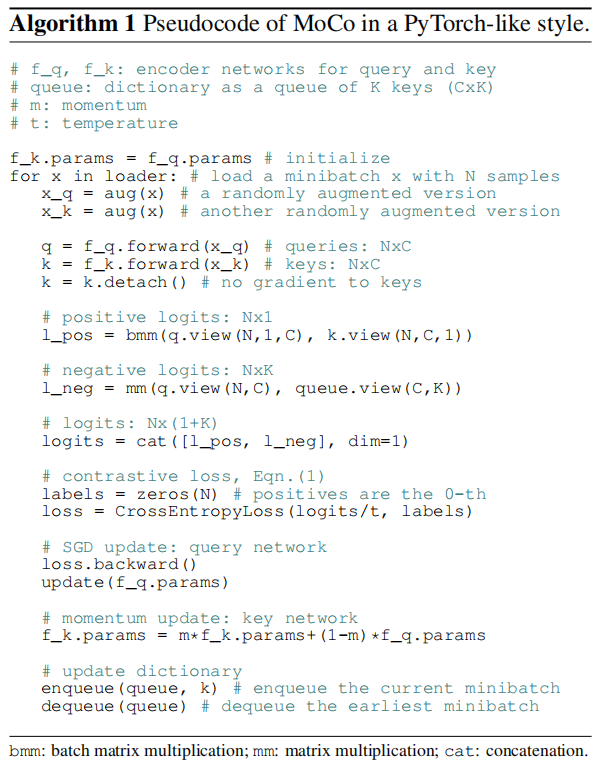 Algorithm 1 Pseudocode of MoCo in a PyTorch-like style.
# f_q, f_k: encoder networks for query and key
# queue: dictionary as a queue of K keys (CxK)
# m: momentum
# t: temperature
f_k.params = f_q.params # initialize
for x in loader: # load a minibatch x with N samples
x_q = aug(x) # a randomly augmented version
x_k = aug(x) # another randomly augmented version
q = f_q.forward(x_q) # queries: NxC
k = f_k.forward(x_k) # keys: NxC
k = k.detach() # no gradient to keys
# positive logits: Nx1
l_pos = bmm(q.view(N,1,C), k.view(N,C,1))
# negative logits: NxK
l_neg = mm(q.view(N,C), queue.view(C,K))
# logits: Nx(1+K)
logits = cat([l_pos, l_neg], dim=1)
# contrastive loss, Eqn.(1)
labels = zeros(N) # positives are the 0-th
loss = CrossEntropyLoss(logits/t, labels)
# SGD update: query network
loss.backward()
update(f_q.params)
# momentum update: key network
f_k.params = m*f_k.params+(1-m)*f_q.params
# update dictionary
enqueue(queue, k) # enqueue the current minibatch
dequeue(queue) # dequeue the earliest minibatch
bmm: batch matrix multiplication; mm: matrix multiplication; cat: concatenation.